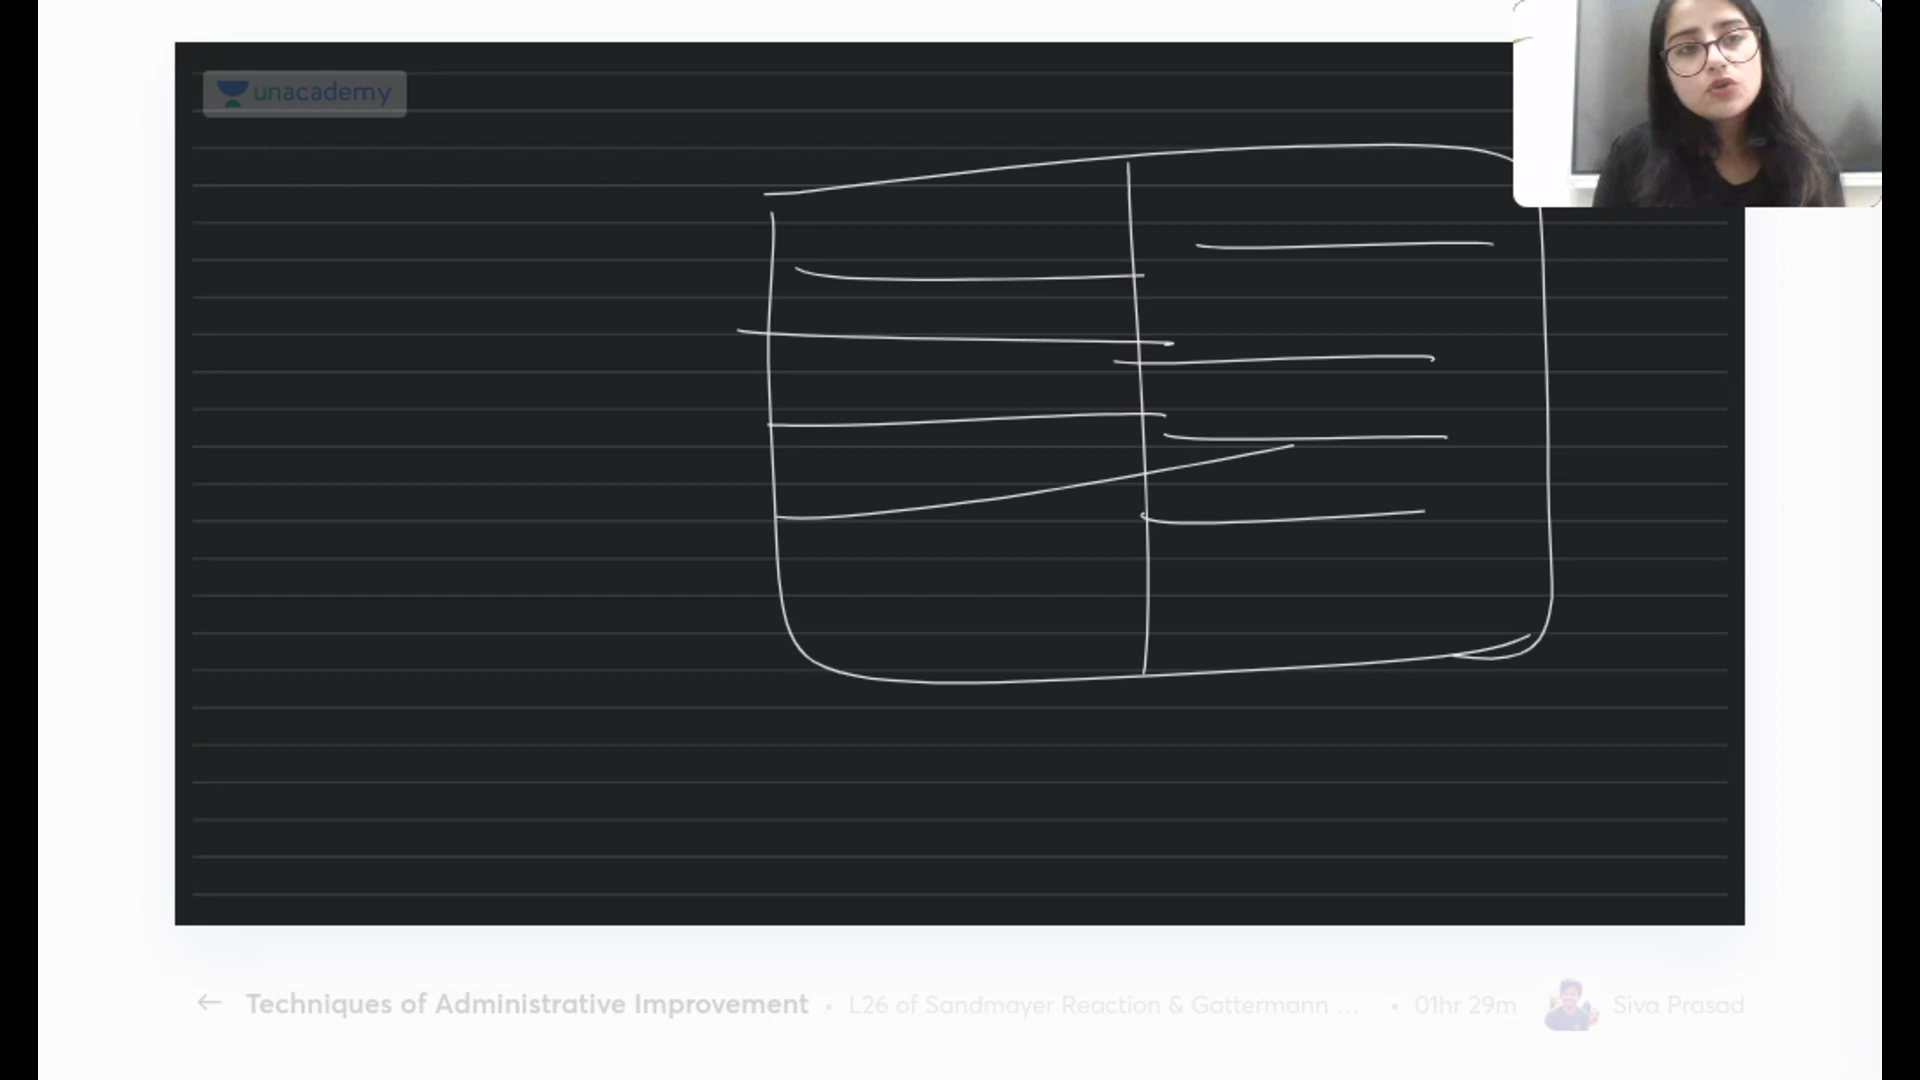 unacademy
← Techniques of Administrative Improvement • L26 of Sandmayer Reaction & Gattermann ... • 01hr 29m Siva Prasad